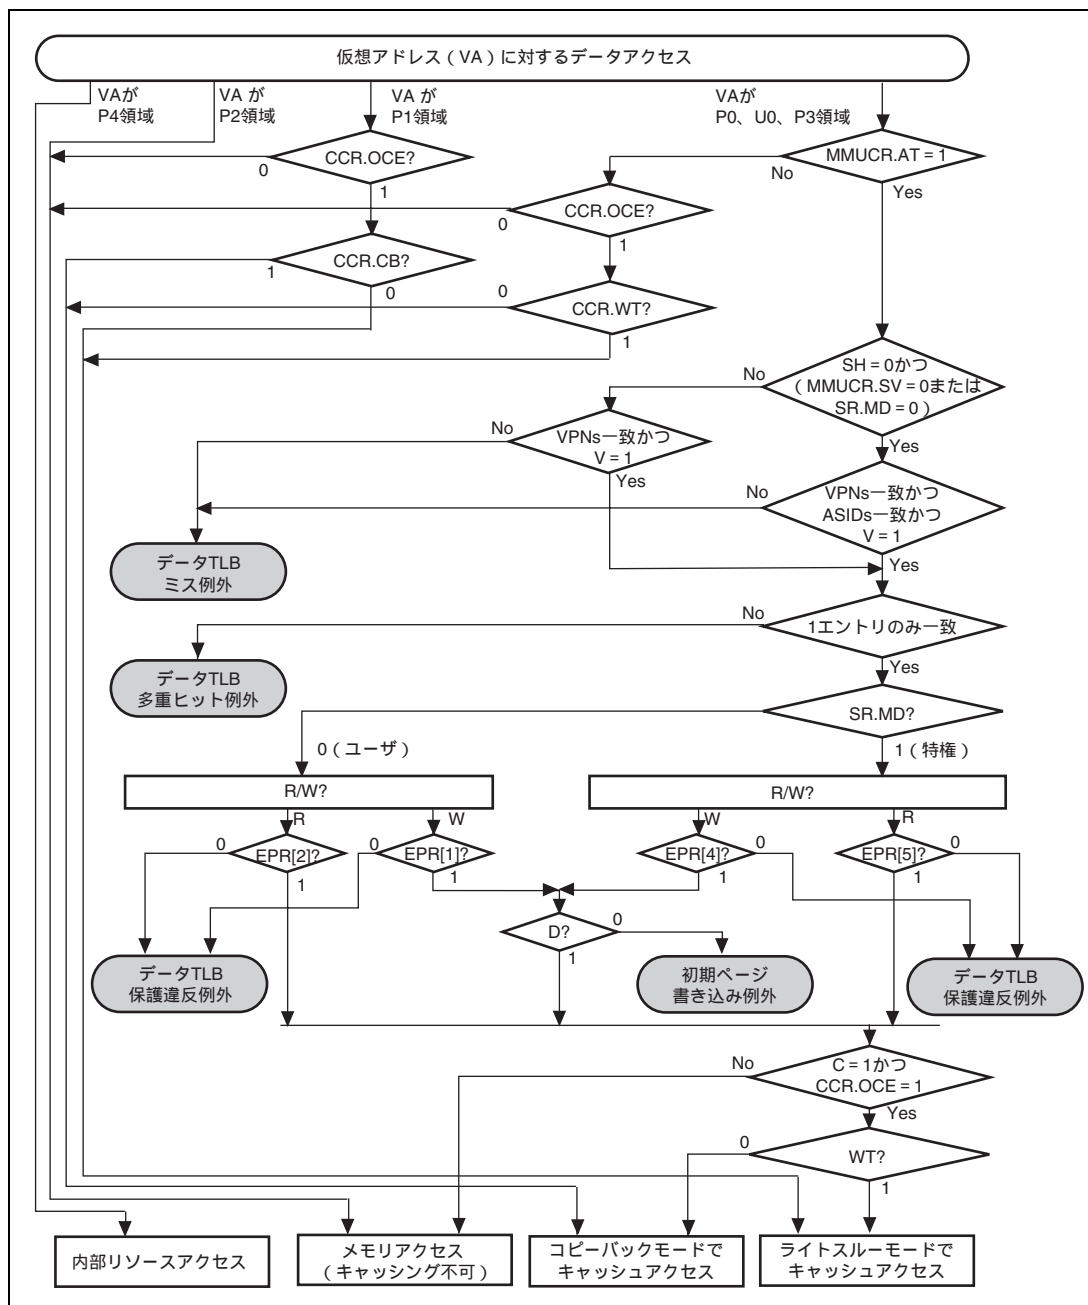 仮想アドレス（VA）に対するデータアクセス
VAが
P4領域
VA が
P2領域
VA が
P1領域
VAが
P0、U0、P3領域
CCR.OCE?
0
1
MMUCR.AT = 1
No
Yes
CCR.OCE?
0
1
CCR.CB?
1
0
CCR.WT?
0
1
SH = 0かつ
（MMUCR.SV = 0または
SR.MD = 0）
No
Yes
VPNs一致かつ
V = 1
No
Yes
VPNs一致かつ
ASIDs一致かつ
V = 1
No
Yes
データTLB
ミス例外
1エントリのみ一致
No
Yes
データTLB
多重ヒット例外
SR.MD?
0（ユーザ）
1（特権）
R/W?
R/W?
R
W
W
R
0
EPR[2]?
1
0
EPR[1]?
1
EPR[4]?
0
1
EPR[5]?
0
1
D?
0
1
データTLB
保護違反例外
初期ページ
書き込み例外
データTLB
保護違反例外
C = 1かつ
CCR.OCE = 1
No
Yes
WT?
0
1
内部リソースアクセス
メモリアクセス
（キャッシング不可）
コピーバックモードで
キャッシュアクセス
ライトスルーモードで
キャッシュアクセス